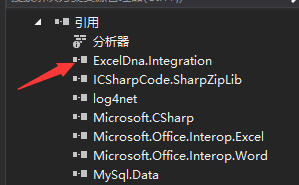 引用
分析器
ExcelDna.Integration
ICSharpCode.SharpZipLib
log4net
Microsoft.CSharp
Microsoft.Office.Interop.Excel
Microsoft.Office.Interop.Word
MySql.Data